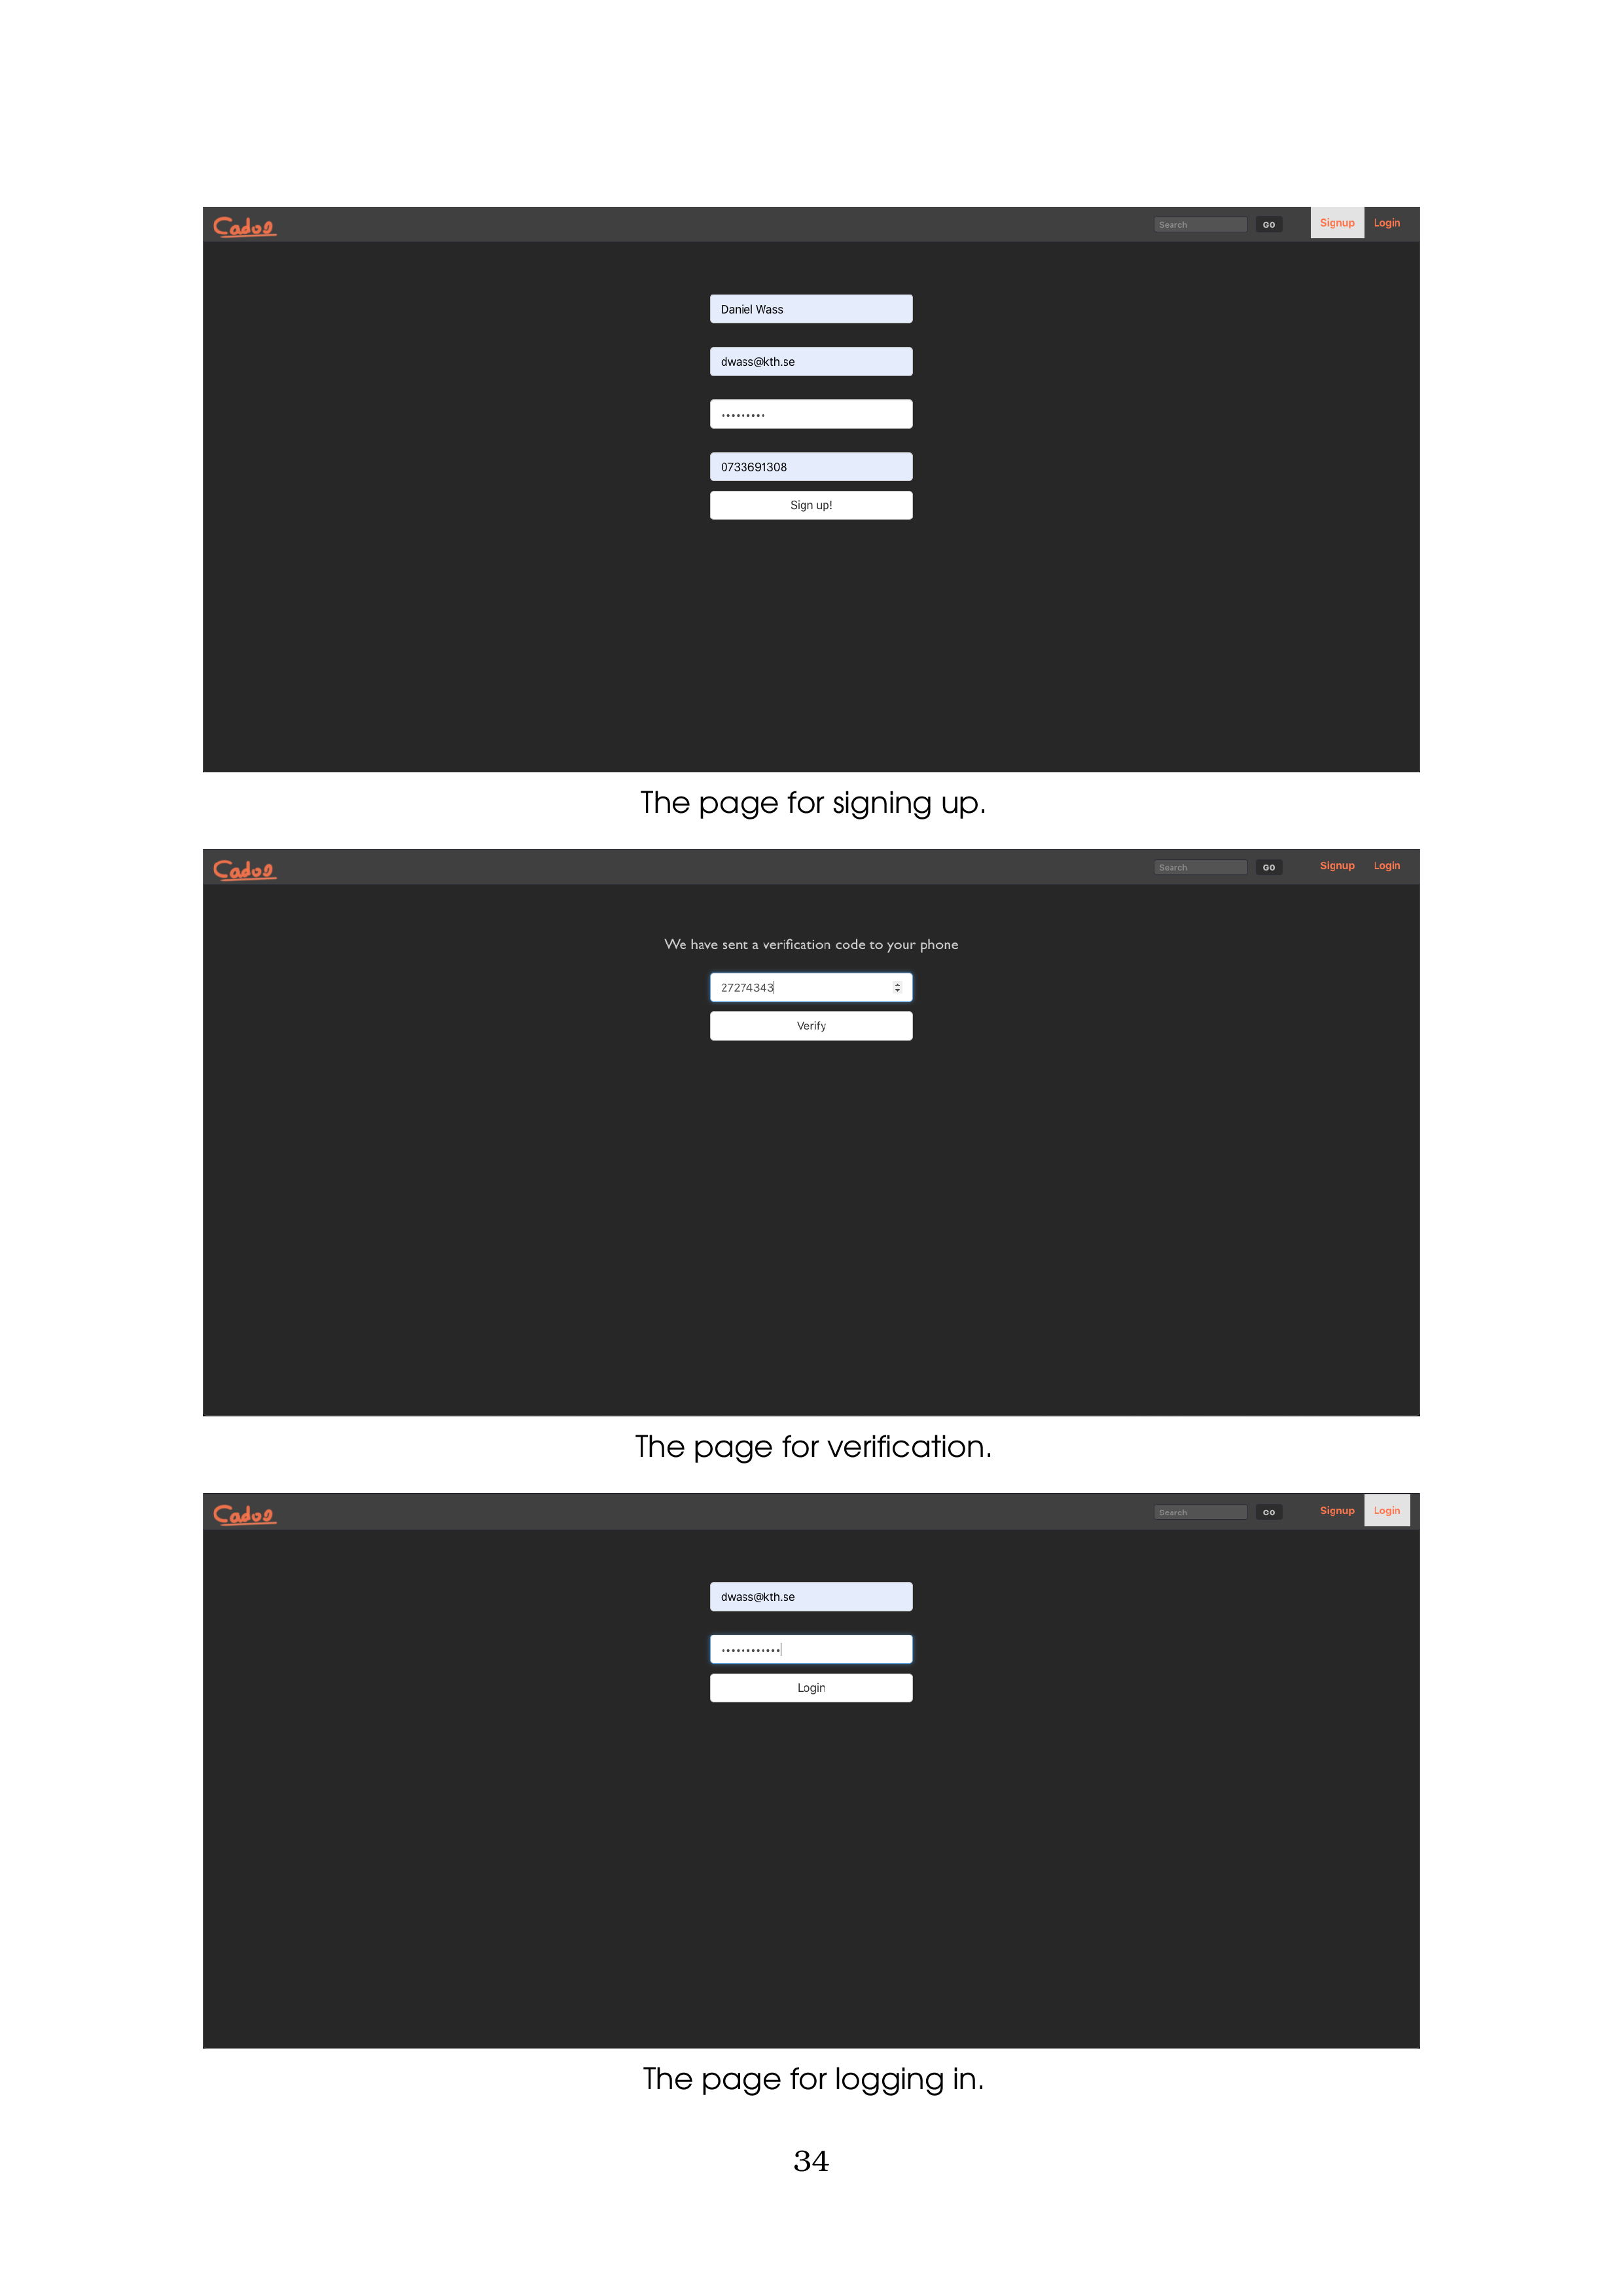 Cadoo Search GO Signup Login
Daniel Wass
dwass@kth.se
•••••••••
0733691308
Sign up!
The page for signing up.
Cadoo Search GO Signup Login
We have sent a verification code to your phone
27274343
Verify
The page for verification.
Cadoo Search GO Signup Login
dwass@kth.se
••••••••••••
Login
The page for logging in.
34